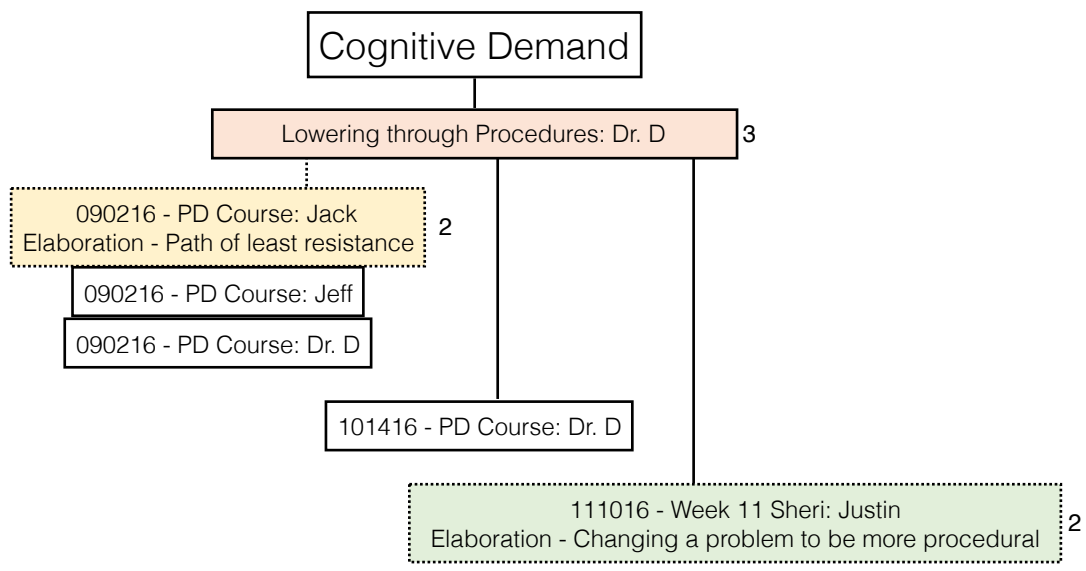 Cognitive Demand
Lowering through Procedures: Dr. D
3
090216 - PD Course: Jack
Elaboration - Path of least resistance
2
090216 - PD Course: Jeff
090216 - PD Course: Dr. D
101416 - PD Course: Dr. D
111016 - Week 11 Sheri: Justin
Elaboration - Changing a problem to be more procedural
2